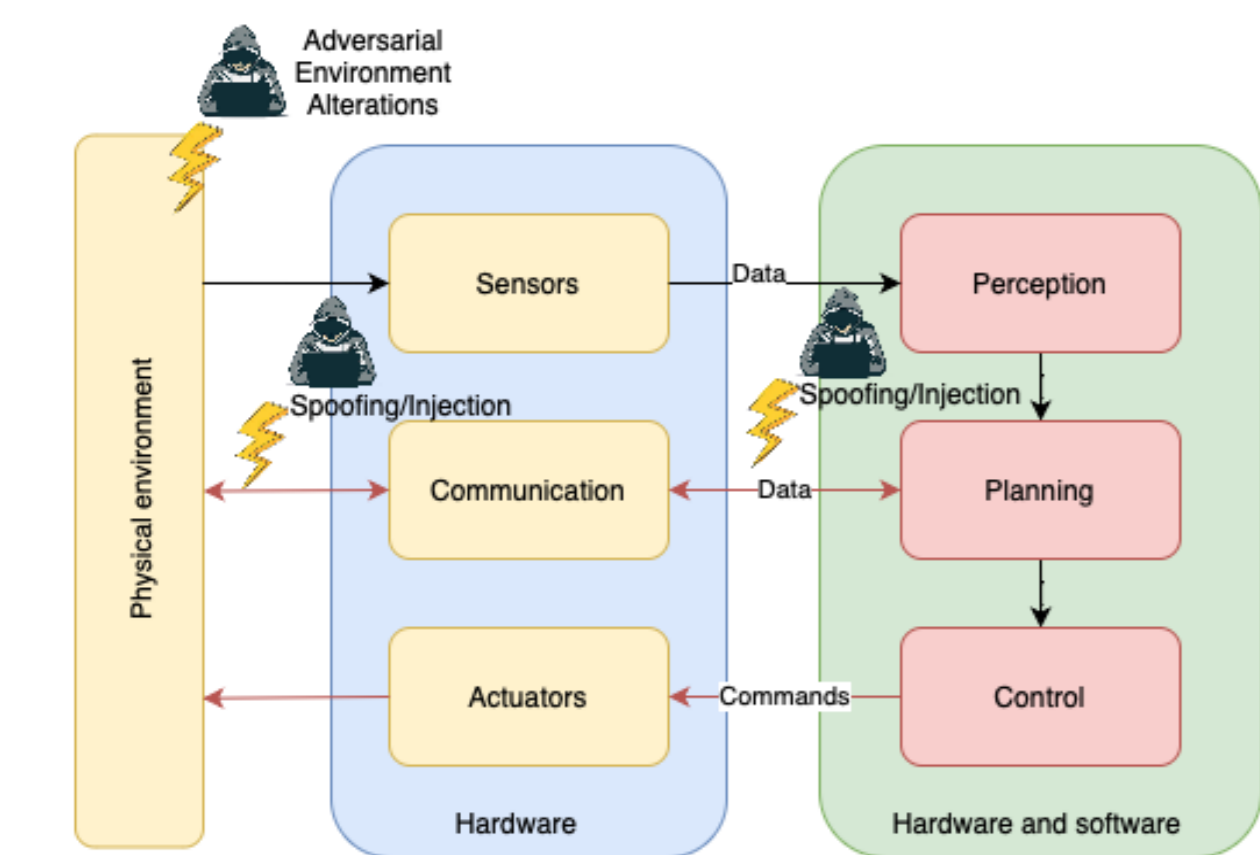 Adversarial
Environment
Alterations
Physical environment
Sensors
Data
Perception
Spoofing/Injection
Spoofing/Injection
Communication
Data
Planning
Actuators
Commands
Control
Hardware
Hardware and software